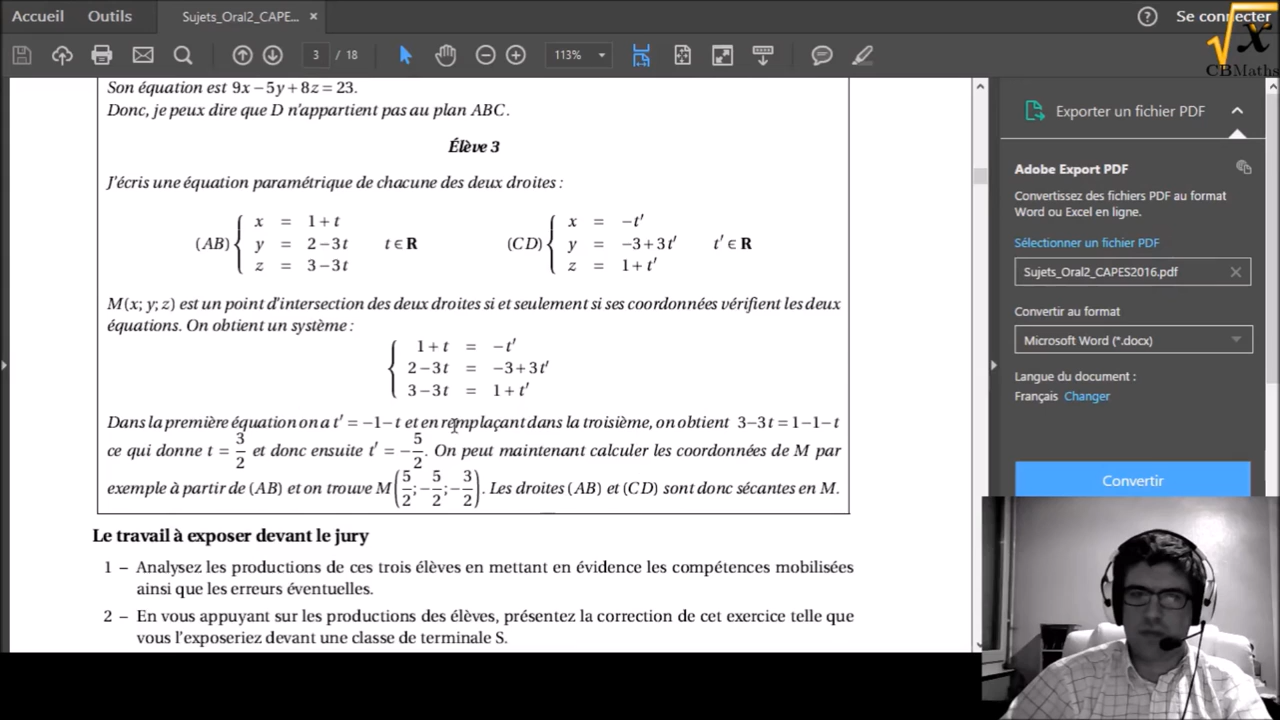 Accueil Outils Sujets_Oral2_CAPE... × ? Se connecter
3 / 18 113%
x
CBMaths
Son équation est 9x−5y+8z = 23.
Donc, je peux dire que D n'appartient pas au plan ABC.
Élève 3
J'écris une équation paramétrique de chacune des deux droites :
(AB) { x = 1+t
y = 2−3t t ∈ R
z = 3−3t
(CD) { x = −t′
y = −3+3t′ t′ ∈ R
z = 1+t′
M(x; y; z) est un point d'intersection des deux droites si et seulement si ses coordonnées vérifient les deux
équations. On obtient un système :
{ 1+t = −t′
2−3t = −3+3t′
3−3t = 1+t′
Dans la première équation on a t′ = −1−t et en remplaçant dans la troisième, on obtient 3−3t = 1−1−t
ce qui donne t = 3/2 et donc ensuite t′ = −5/2. On peut maintenant calculer les coordonnées de M par
exemple à partir de (AB) et on trouve M(5/2; −5/2; −3/2). Les droites (AB) et (CD) sont donc sécantes en M.
Le travail à exposer devant le jury
1 – Analysez les productions de ces trois élèves en mettant en évidence les compétences mobilisées
ainsi que les erreurs éventuelles.
2 – En vous appuyant sur les productions des élèves, présentez la correction de cet exercice telle que
vous l'exposeriez devant une classe de terminale S.
Exporter un fichier PDF
Adobe Export PDF
Convertissez des fichiers PDF au format
Word ou Excel en ligne.
Sélectionner un fichier PDF
Sujets_Oral2_CAPES2016.pdf ×
Convertir au format
Microsoft Word (*.docx)
Langue du document :
Français Changer
Convertir